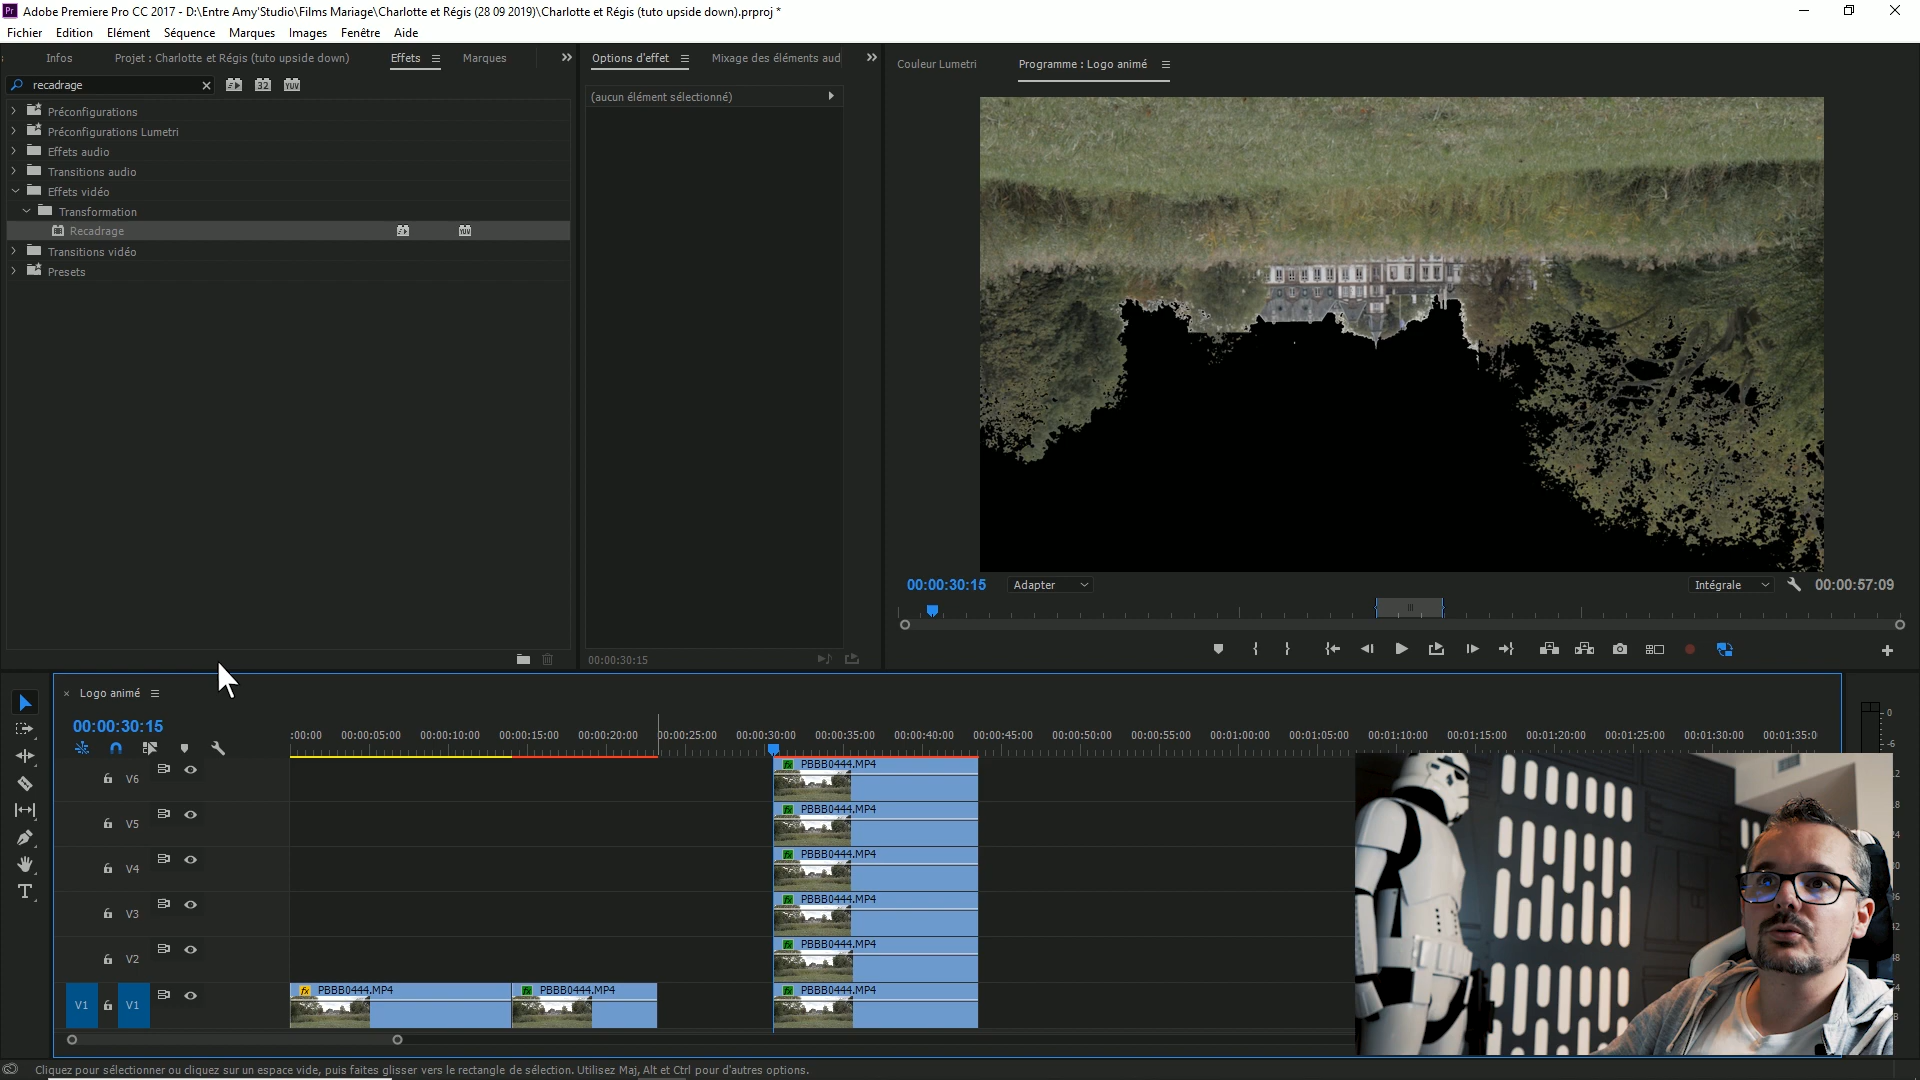 Adobe Premiere Pro CC 2017 - D:\Entre Amy'Studio\Films Mariage\Charlotte et Régis (28 09 2019)\Charlotte et Régis (tuto upside down).prproj *
Fichier Edition Elément Séquence Marques Images Fenêtre Aide
Infos Projet : Charlotte et Régis (tuto upside down) Effets Marques
recadrage 32 YUV
Préconfigurations
Préconfigurations Lumetri
Effets audio
Transitions audio
Effets vidéo
Transformation
Recadrage
Transitions vidéo
Presets
Options d'effet Mixage des éléments aud
(aucun élément sélectionné)
00:00:30:15
Couleur Lumetri Programme : Logo animé
00:00:30:15 Adapter Intégrale 00:00:57:09
Logo animé
00:00:30:15
:00:00 00:00:05:00 00:00:10:00 00:00:15:00 00:00:20:00 00:00:25:00 00:00:30:00 00:00:35:00 00:00:40:00 00:00:45:00 00:00:50:00 00:00:55:00 00:01:00:00 00:01:05:00 00:01:10:00 00:01:15:00 00:01:20:00 00:01:25:00 00:01:30:00 00:01:35:0
V6 PBBB0444.MP4
V5 PBBB0444.MP4
V4 PBBB0444.MP4
V3 PBBB0444.MP4
V2 PBBB0444.MP4
V1 V1 fx PBBB0444.MP4 fx PBBB0444.MP4 fx PBBB0444.MP4
0
-6
Cliquez pour sélectionner ou cliquez sur un espace vide, puis faites glisser vers le rectangle de sélection. Utilisez Maj, Alt et Ctrl pour d'autres options.